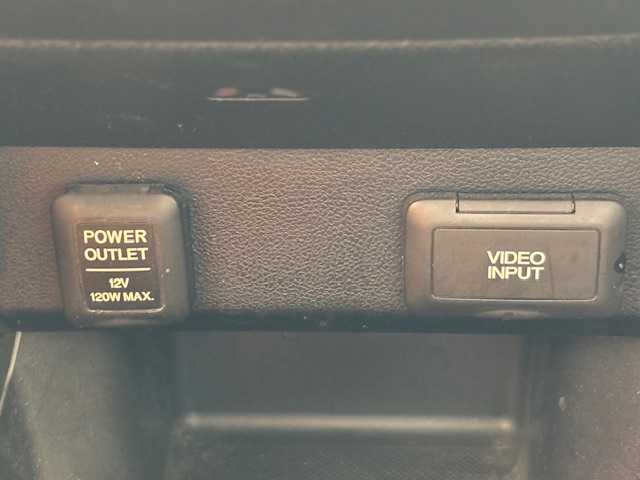 POWER
OUTLET
12V
120W MAX.
VIDEO
INPUT